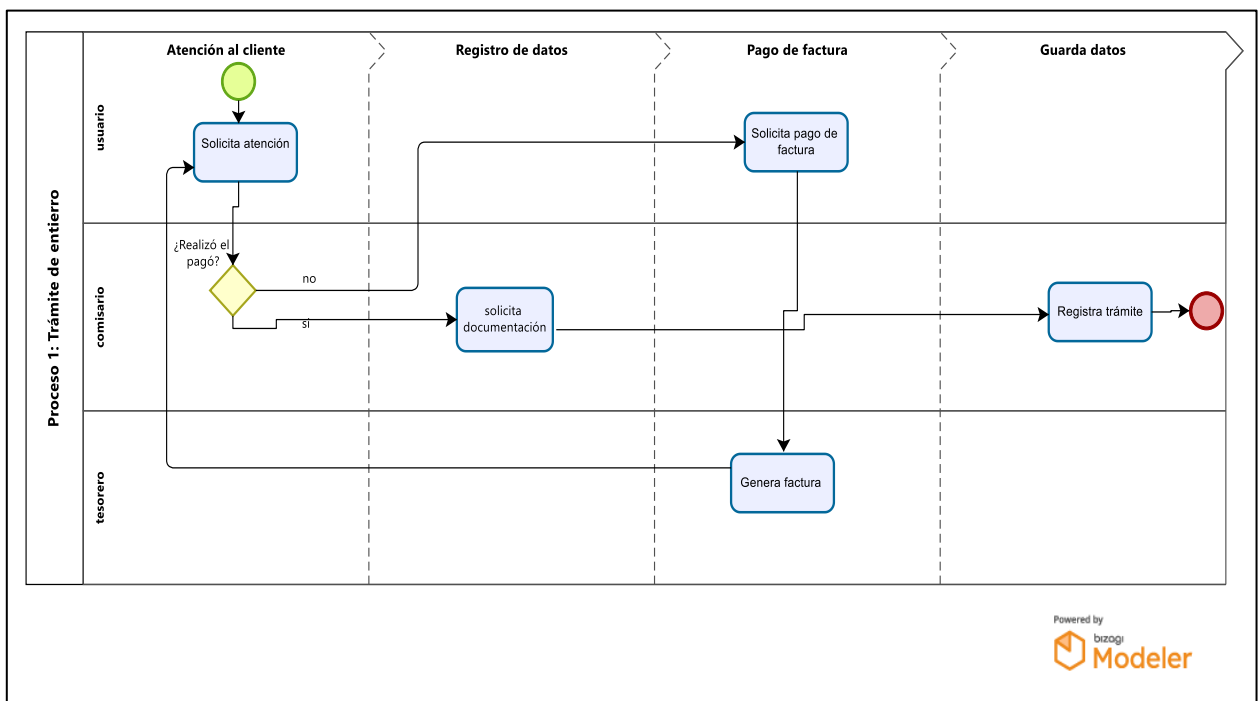 Proceso 1: Trámite de entierro
Atención al cliente
Registro de datos
Pago de factura
Guarda datos
usuario
Solicita atención
Solicita pago de
factura
comisario
¿Realizó el
pagó?
no
si
solicita
documentación
Registra trámite
tesorero
Genera factura
Powered by
bizagi
Modeler